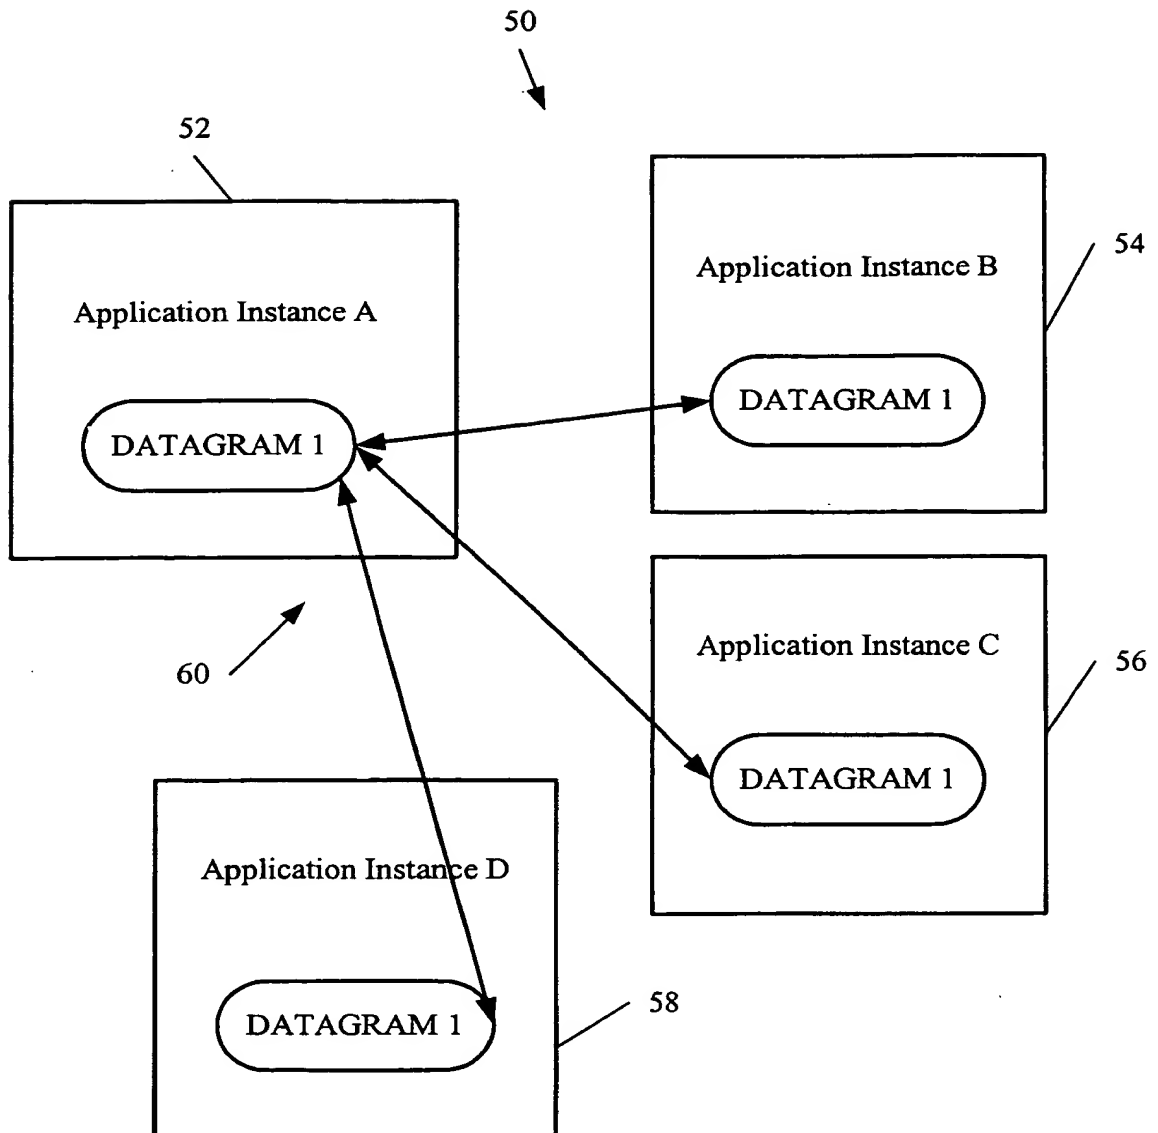 50
52
Application Instance A
DATAGRAM 1
54
Application Instance B
DATAGRAM 1
60
56
Application Instance C
DATAGRAM 1
58
Application Instance D
DATAGRAM 1